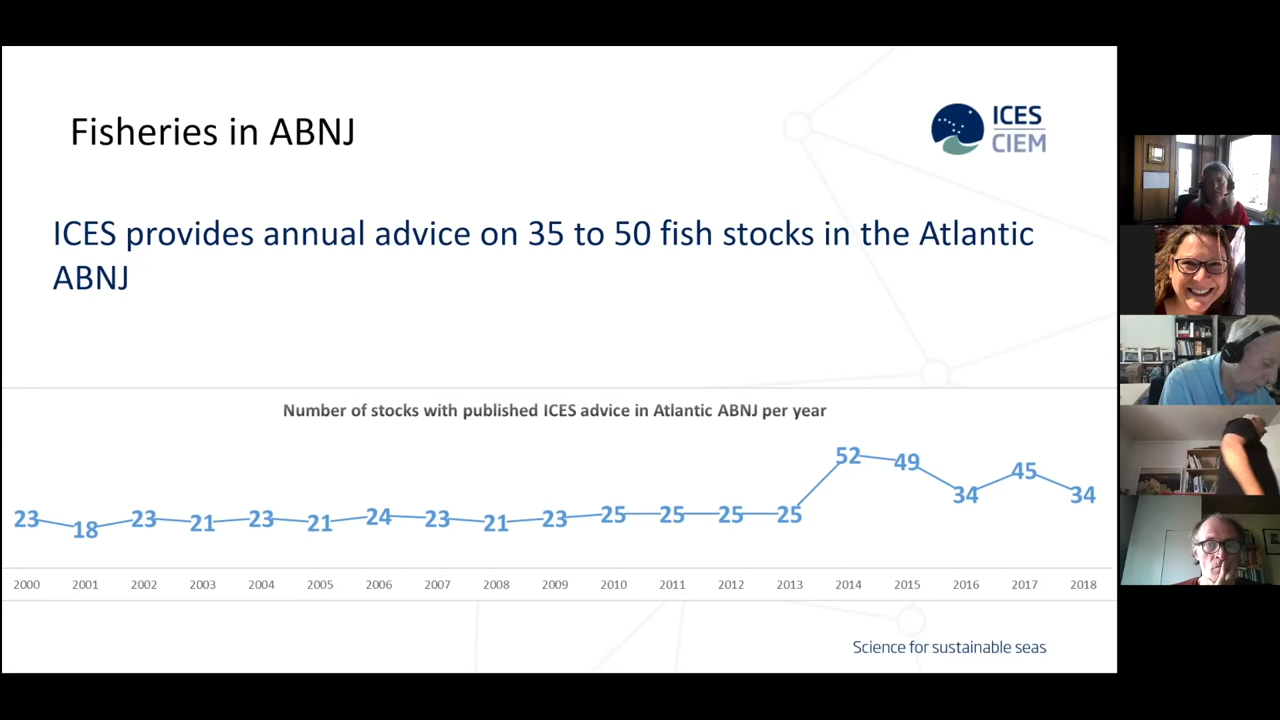 Fisheries in ABNJ
ICES
CIEM
ICES provides annual advice on 35 to 50 fish stocks in the Atlantic
ABNJ
Number of stocks with published ICES advice in Atlantic ABNJ per year
23 18 23 21 23 21 24 23 21 23 25 25 25 25 52 49 34 45 34
2000 2001 2002 2003 2004 2005 2006 2007 2008 2009 2010 2011 2012 2013 2014 2015 2016 2017 2018
Science for sustainable seas